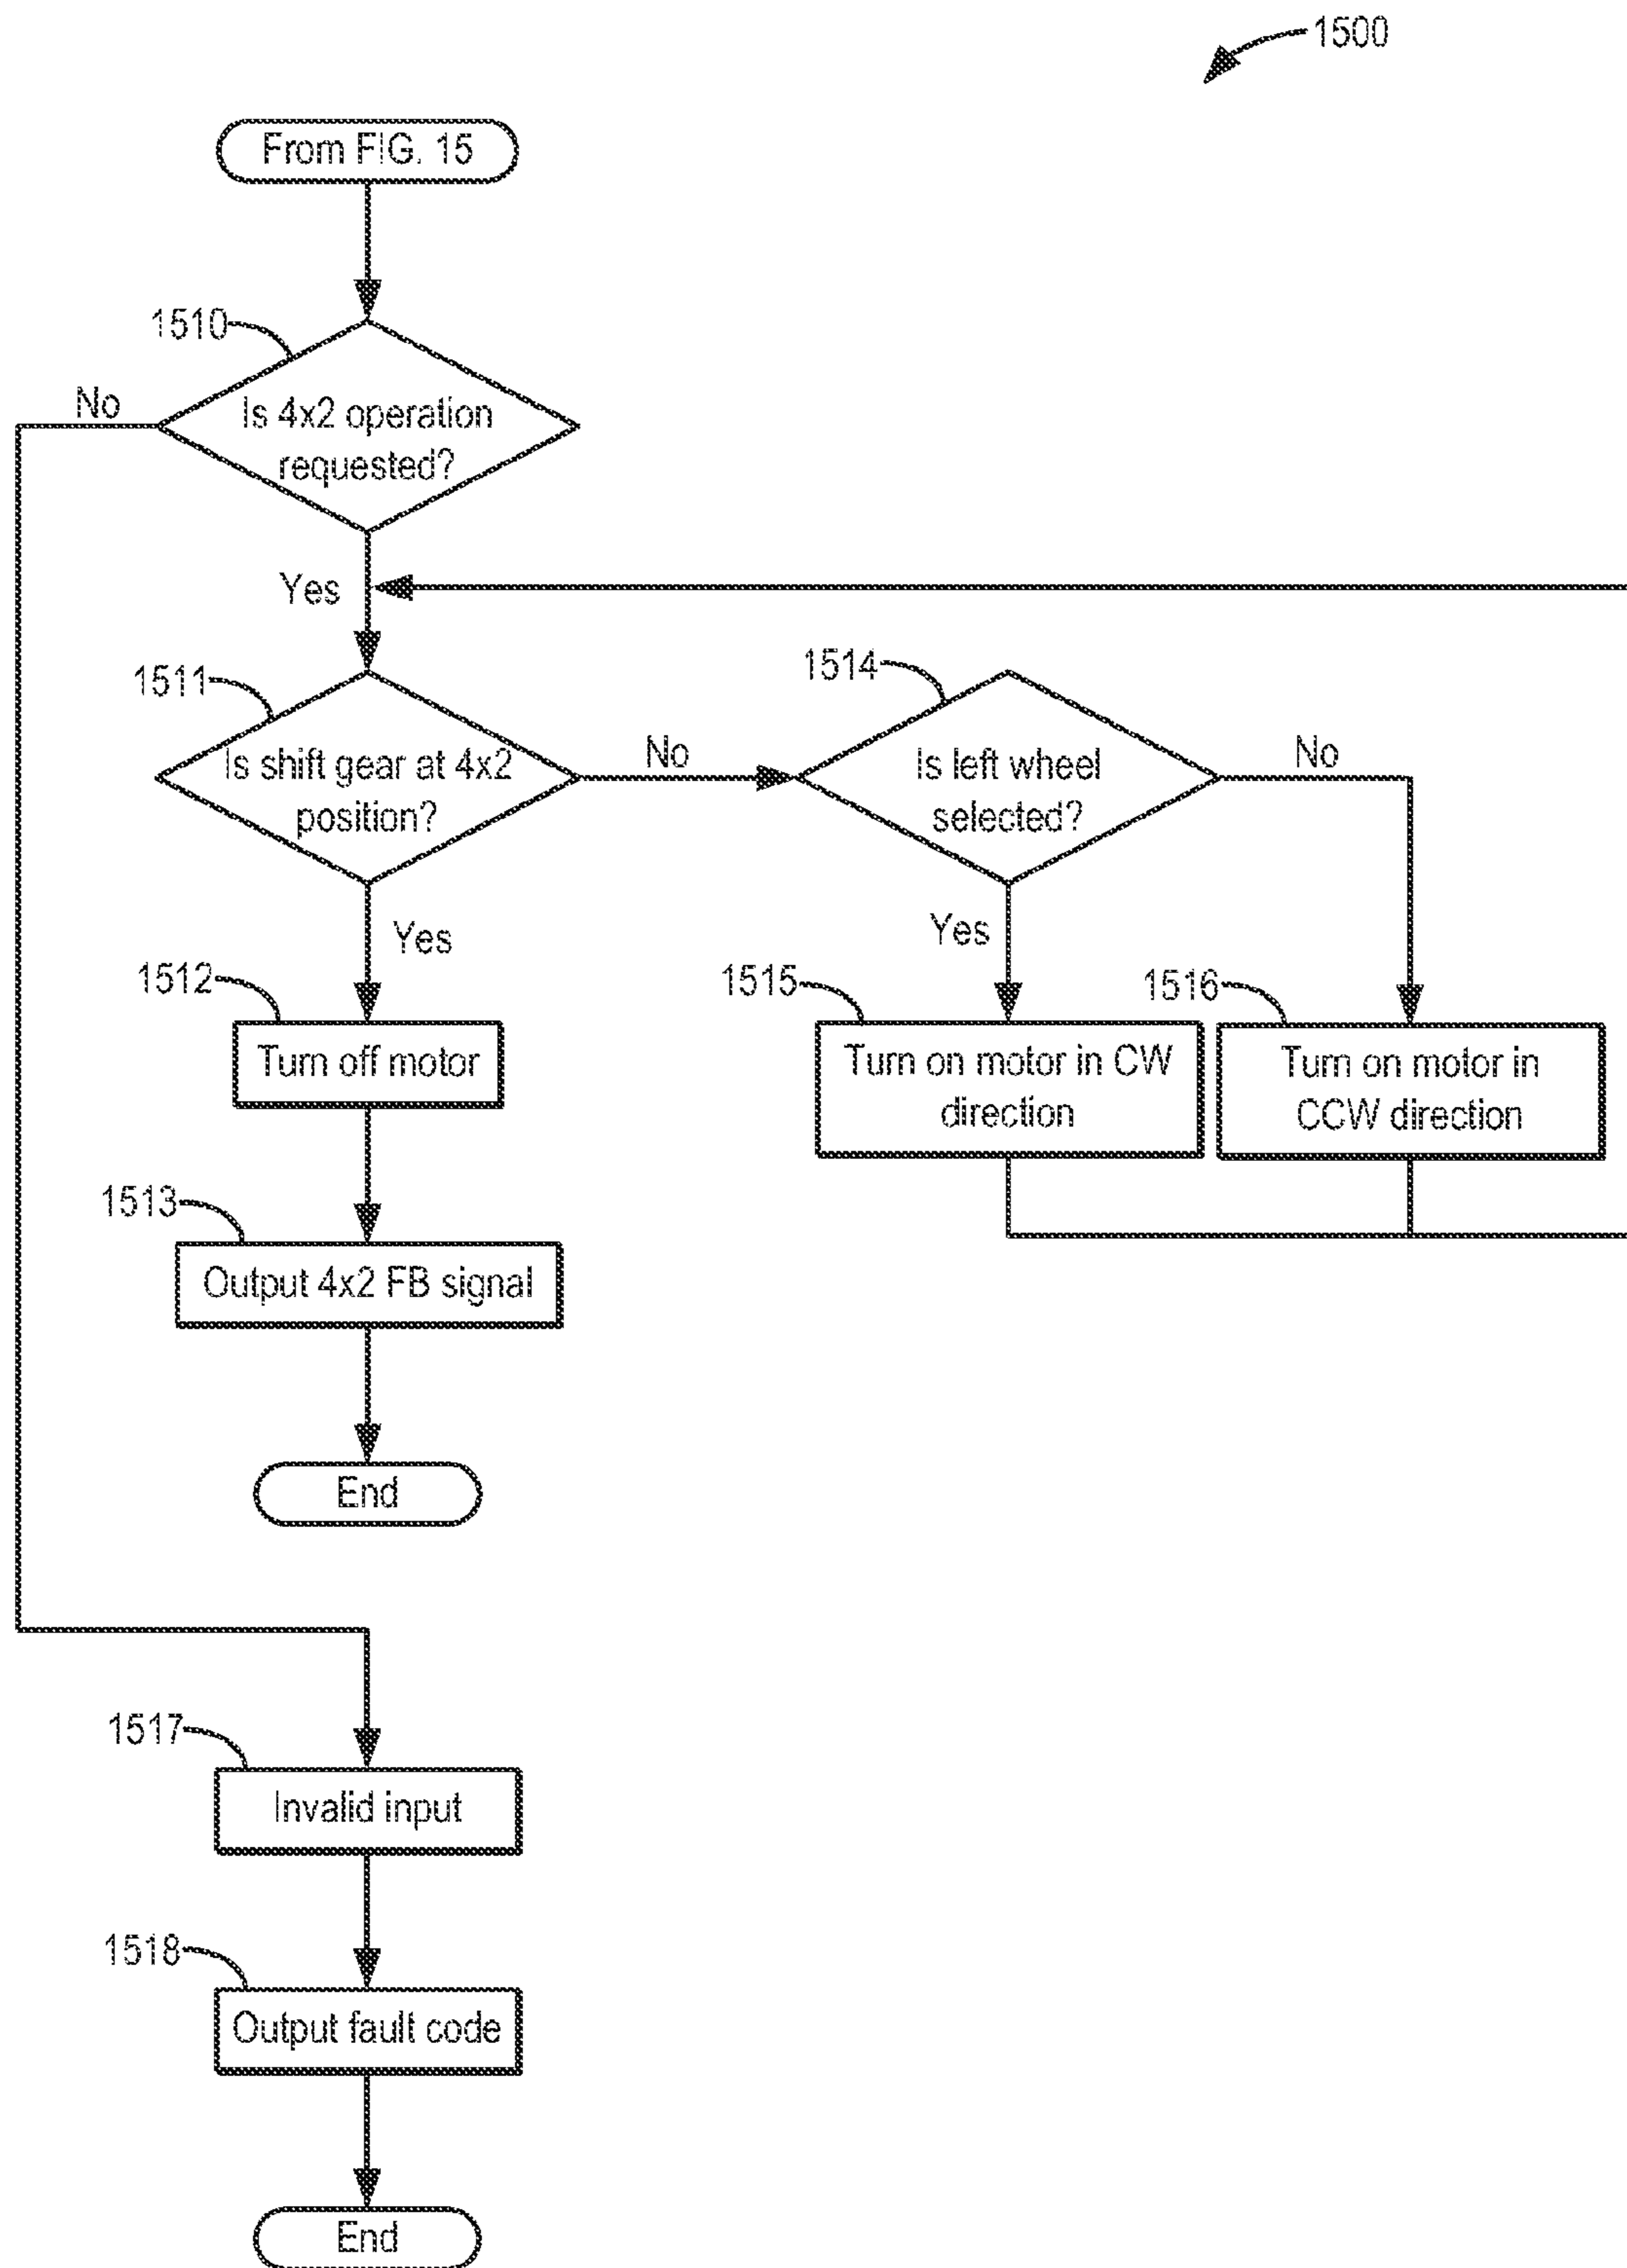 1500
From FIG. 15
1510
No
Is 4x2 operation
requested?
Yes
1511
Is shift gear at 4x2
position?
No
1514
Is left wheel
selected?
No
Yes
Yes
1512
Turn off motor
1515
Turn on motor in CW
direction
1516
Turn on motor in
CCW direction
1513
Output 4x2 FB signal
End
1517
Invalid input
1518
Output fault code
End